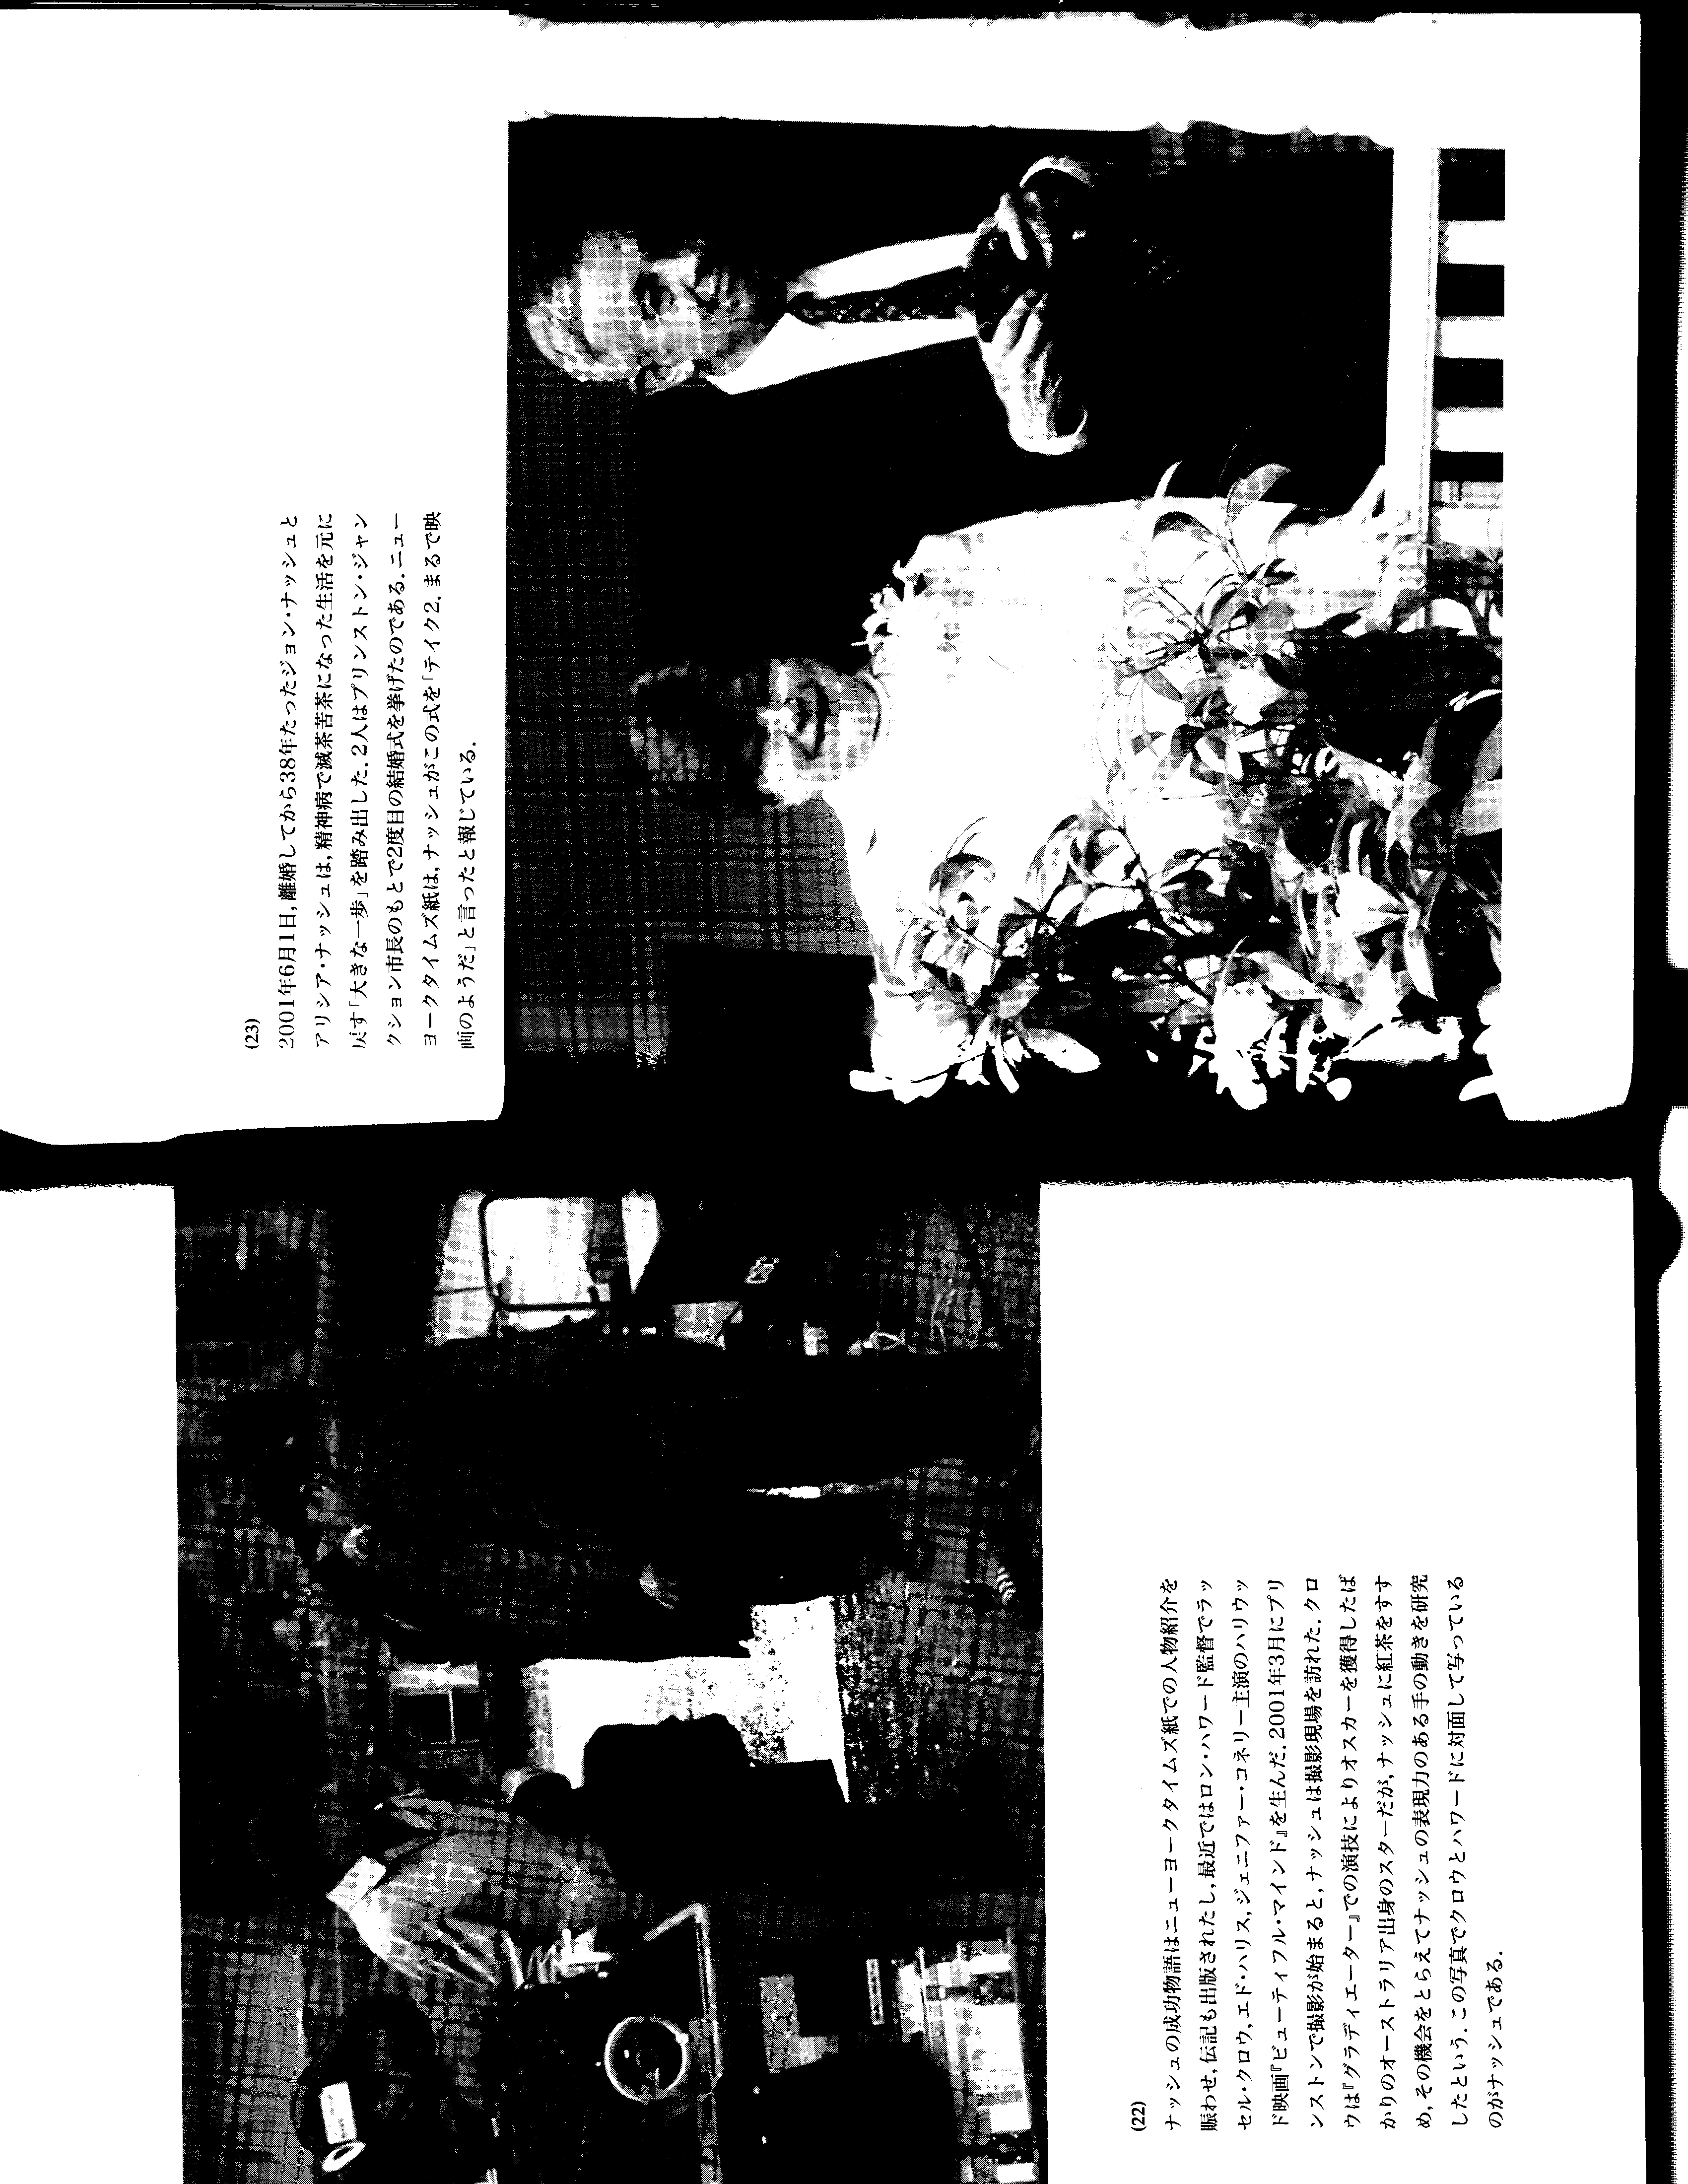 (22)
ナッシュの成功物語はニューヨークタイムズ紙での人物紹介を
賑わせ,伝記も出版されたし,最近ではロン・ハワード監督でラッ
セル・クロウ,エド・ハリス,ジェニファー・コネリー主演のハリウッ
ド映画『ビューティフル・マインド』を生んだ.2001年3月にプリ
ンストンで撮影が始まると,ナッシュは撮影現場を訪れた.クロ
ウは『グラディエーター』での演技によりオスカーを獲得したば
かりのオーストラリア出身のスターだが,ナッシュに紅茶をすす
め,その機会をとらえてナッシュの表現力のある手の動きを研究
したという.この写真でクロウとハワードに対面して写っている
のがナッシュである.
(23)
2001年6月1日,離婚してから38年たったジョン・ナッシュと
アリシア・ナッシュは,精神病で滅茶苦茶になった生活を元に
戻す「大きな一歩」を踏み出した.2人はプリンストン・ジャン
クション市長のもとで2度目の結婚式を挙げたのである.ニュー
ヨークタイムズ紙は,ナッシュがこの式を「テイク2.まるで映
画のようだ」と言ったと報じている.